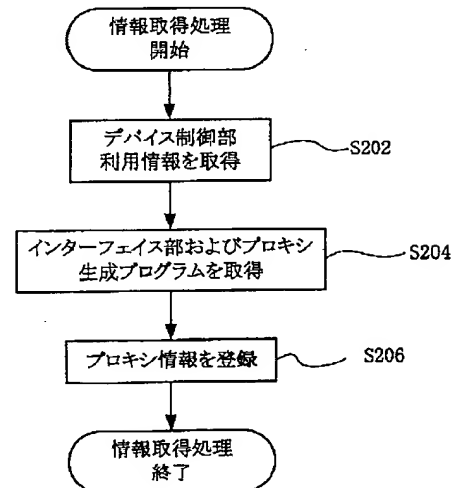 情報取得処理
開始
デバイス制御部
利用情報を取得
S202
インターフェイス部およびプロキシ
生成プログラムを取得
S204
プロキシ情報を登録
S206
情報取得処理
終了